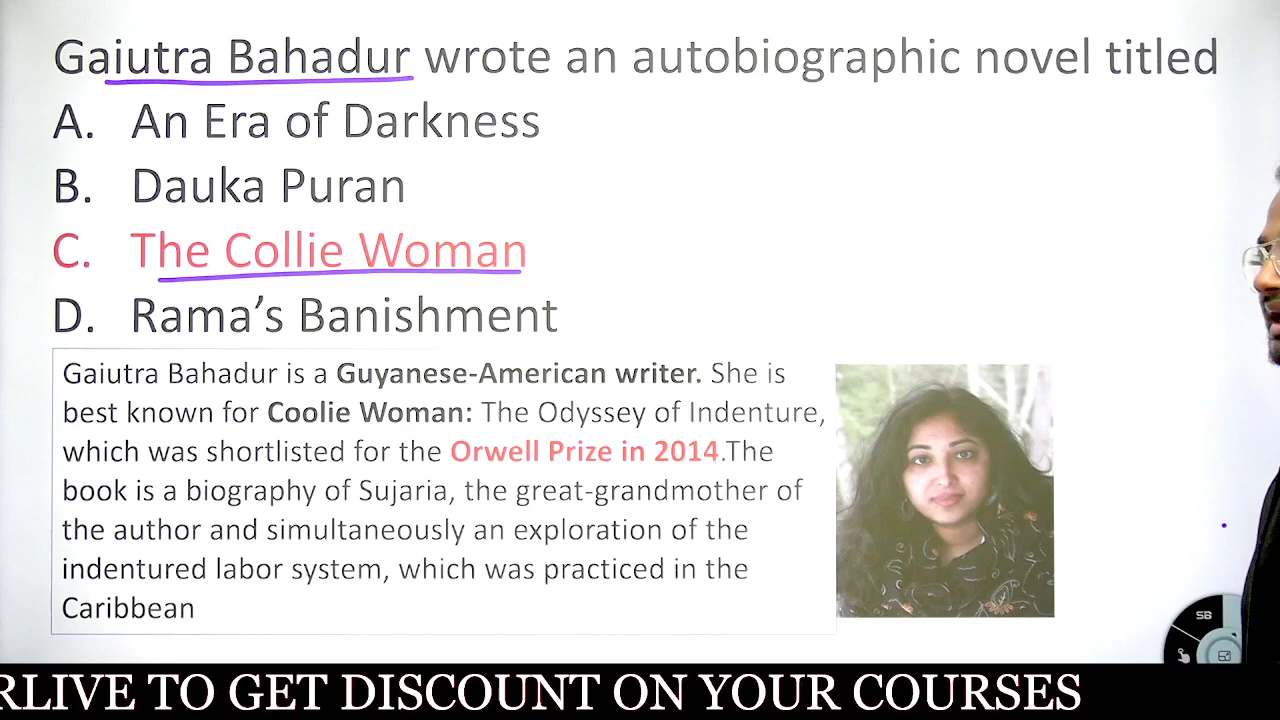 Gaiutra Bahadur wrote an autobiographic novel titled
A. An Era of Darkness
B. Dauka Puran
C. The Collie Woman
D. Rama’s Banishment
Gaiutra Bahadur is a Guyanese-American writer. She is
best known for Coolie Woman: The Odyssey of Indenture,
which was shortlisted for the Orwell Prize in 2014.The
book is a biography of Sujaria, the great-grandmother of
the author and simultaneously an exploration of the
indentured labor system, which was practiced in the
Caribbean
SB
RLIVE TO GET DISCOUNT ON YOUR COURSES